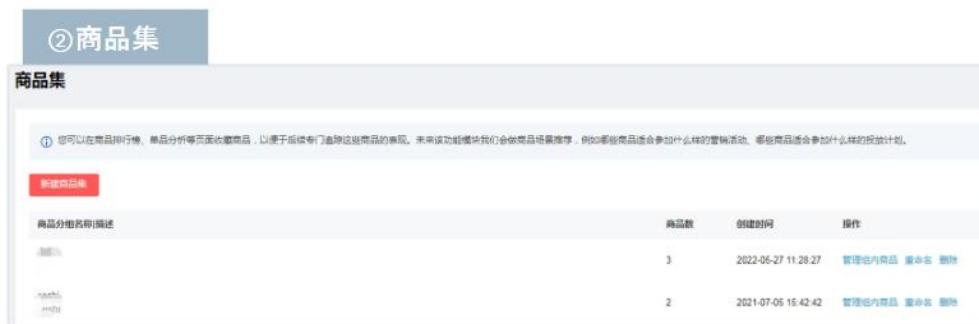 ②商品集
商品集
您可以在商品排行榜、单品分析等页面收藏商品，以便于后续专门追踪这些商品的表现。未来该功能模块我们会做商品场景推荐，例如哪些商品适合参加什么样的营销活动、哪些商品适合参加什么样的投放计划。
新建商品集
商品分组名称|描述 商品数 创建时间 操作
3 2022-06-27 11:28:27 管理组内商品 重命名 删除
2 2021-07-05 15:42:42 管理组内商品 重命名 删除